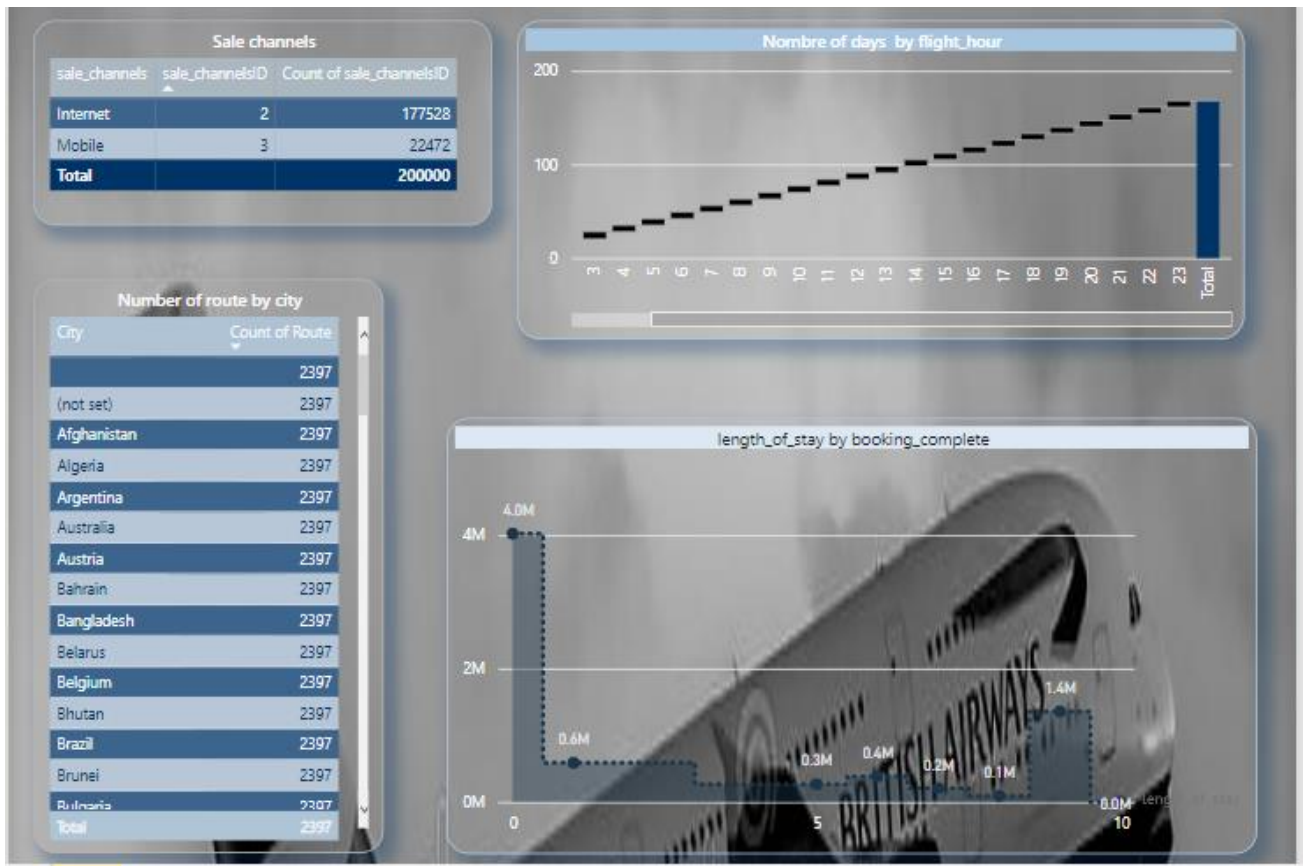 Sale channels
sale_channels sale_channelsID Count of sale_channelsID
Internet 2 177528
Mobile 3 22472
Total 200000
Nombre of days by flight_hour
200
100
0
3 4 5 6 7 8 9 10 11 12 13 14 15 16 17 18 19 20 21 22 23 Total
Number of route by city
City Count of Route
2397
(not set) 2397
Afghanistan 2397
Algeria 2397
Argentina 2397
Australia 2397
Austria 2397
Bahrain 2397
Bangladesh 2397
Belarus 2397
Belgium 2397
Bhutan 2397
Brazil 2397
Brunei 2397
Bulgaria 2397
Total 2397
length_of_stay by booking_complete
4.0M
4M
2M
1.4M
0.6M
0.3M 0.4M 0.2M 0.1M
0M 0.0M length_of_stay
0 5 10
BRITISH AIRWAYS